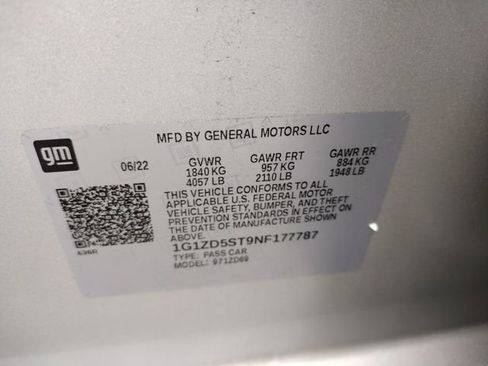 gm
MFD BY GENERAL MOTORS LLC
06/22 GVWR GAWR FRT GAWR RR
1840 KG 957 KG 884 KG
4057 LB 2110 LB 1948 LB
THIS VEHICLE CONFORMS TO ALL
APPLICABLE U.S. FEDERAL MOTOR
VEHICLE SAFETY, BUMPER, AND THEFT
PREVENTION STANDARDS IN EFFECT ON
THE DATE OF MANUFACTURE SHOWN
ABOVE.
1G1ZD5ST9NF177787
TYPE: PASS CAR
MODEL: 971ZD69